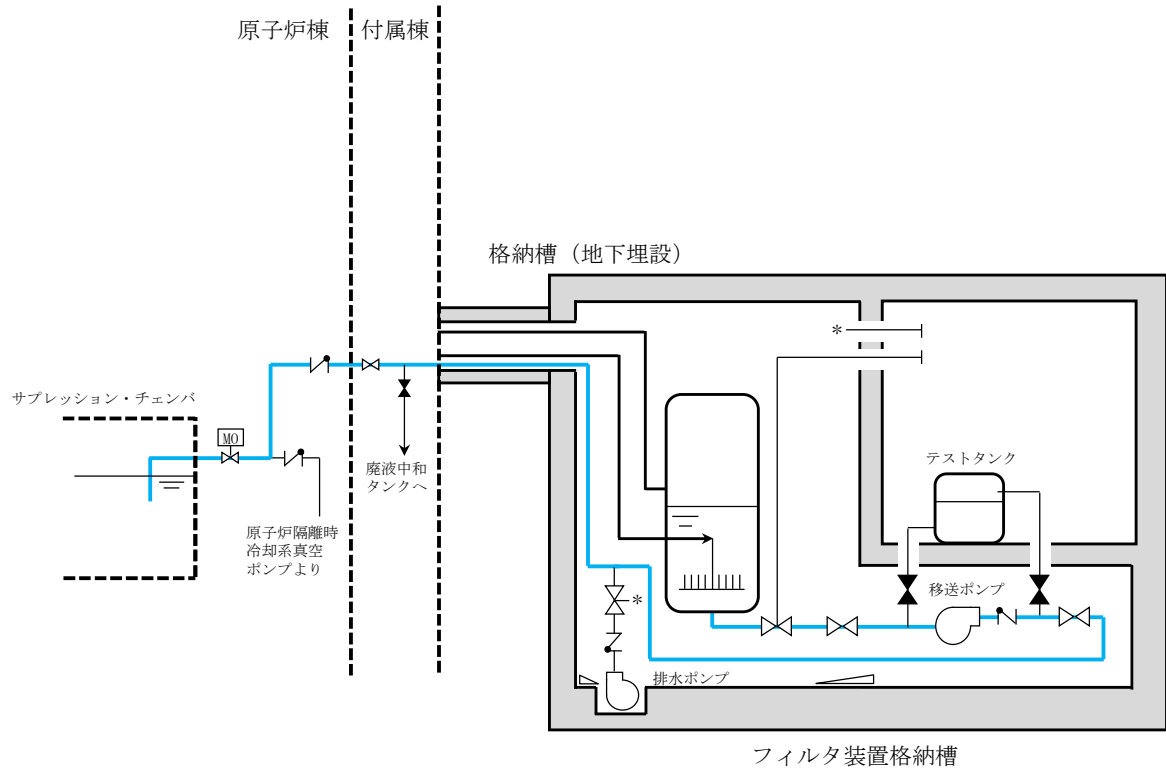 原子炉棟
付属棟
格納槽（地下埋設）
*
サプレッション・チェンバ
MO
廃液中和
タンクへ
テストタンク
原子炉隔離時
冷却系真空
ポンプより
*
移送ポンプ
排水ポンプ
フィルタ装置格納槽